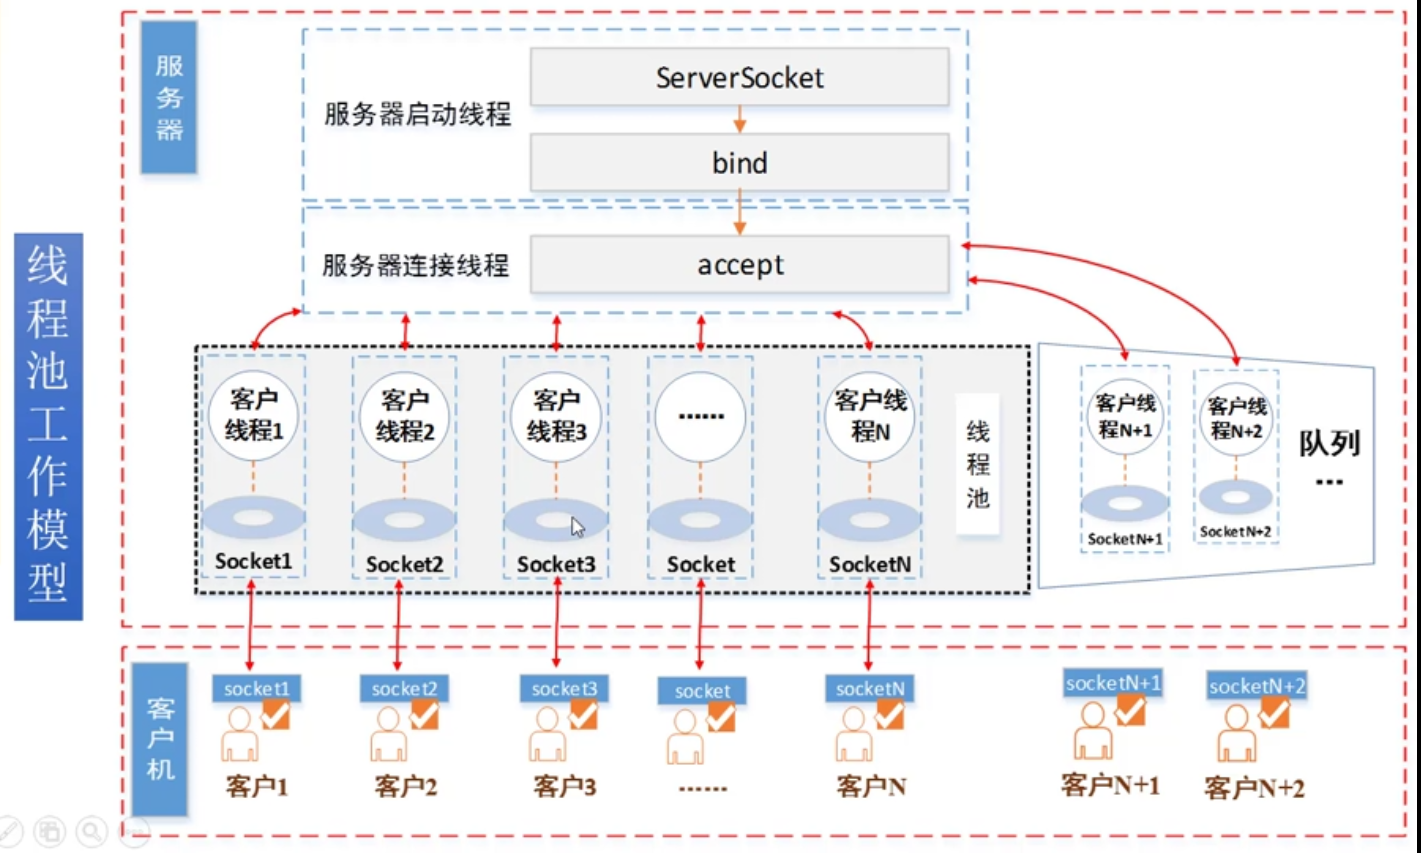 线程池工作模型
服务器
服务器启动线程
ServerSocket
bind
服务器连接线程
accept
客户
线程1
Socket1
客户
线程2
Socket2
客户
线程3
Socket3
······
Socket
客户线
程N
SocketN
线程池
客户线
程N+1
SocketN+1
客户线
程N+2
SocketN+2
队列
...
客户机
socket1
客户1
socket2
客户2
socket3
客户3
socket
······
socketN
客户N
socketN+1
客户N+1
socketN+2
客户N+2